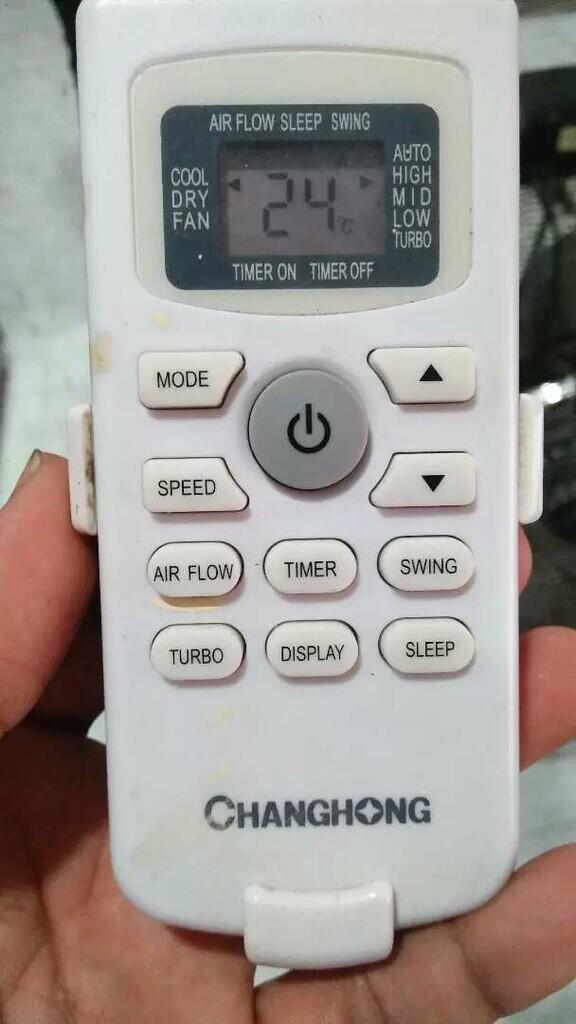 AIR FLOW SLEEP SWING
COOL
DRY
FAN
24°C
AUTO
HIGH
MID
LOW
TURBO
TIMER ON TIMER OFF
MODE
SPEED
AIR FLOW TIMER SWING
TURBO DISPLAY SLEEP
CHANGHONG